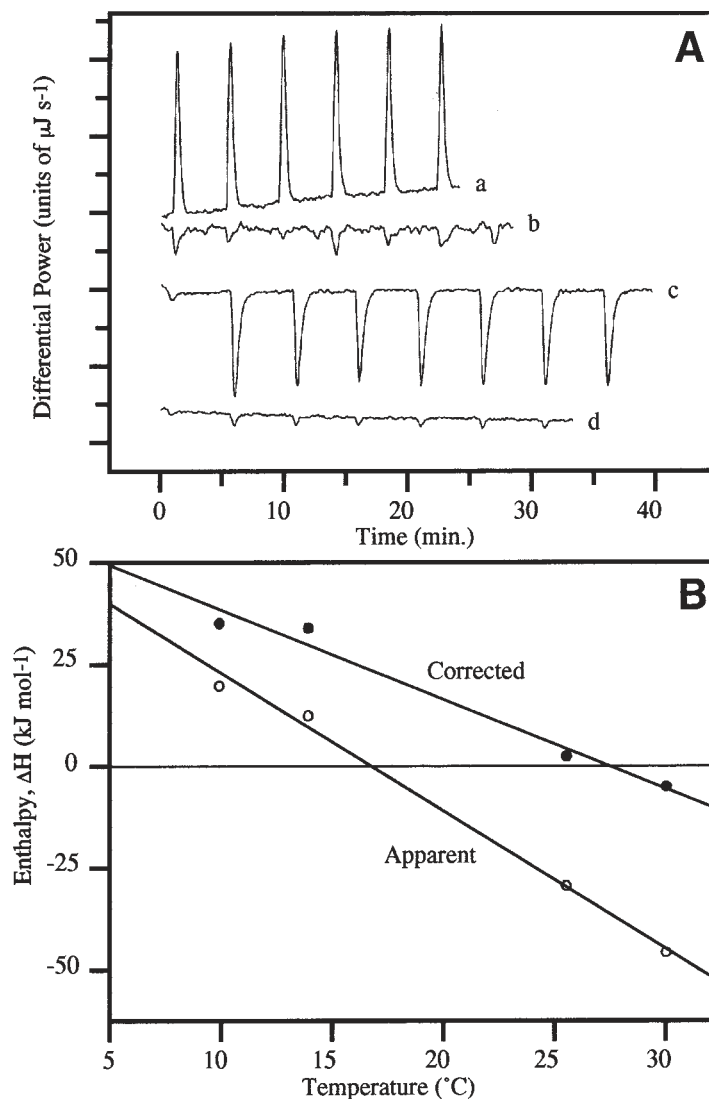 A
Differential Power (units of μJ s-1)
a
b
c
d
0
10
20
30
40
Time (min.)
B
Enthalpy, ΔH (kJ mol-1)
50
25
0
-25
-50
Corrected
Apparent
5
10
15
20
25
30
Temperature (˚C)